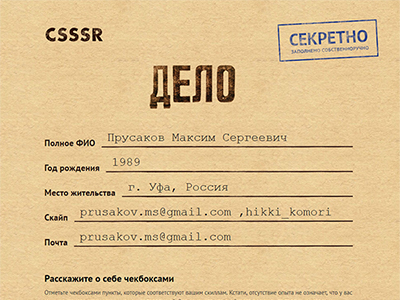 CSSSR
СЕКРЕТНО
ЗАПОЛНЕНО СОБСТВЕННОРУЧНО
ДЕЛО
Полное ФИО Прусаков Максим Сергеевич
Год рождения 1989
Место жительства г. Уфа, Россия
Скайп prusakov.ms@gmail.com ,hikki_komori
Почта prusakov.ms@gmail.com
Расскажите о себе чекбоксами
Отметьте чекбоксами пункты, которые соответствуют вашим скиллам. Кстати, отсутствие опыта не означает, что у вас